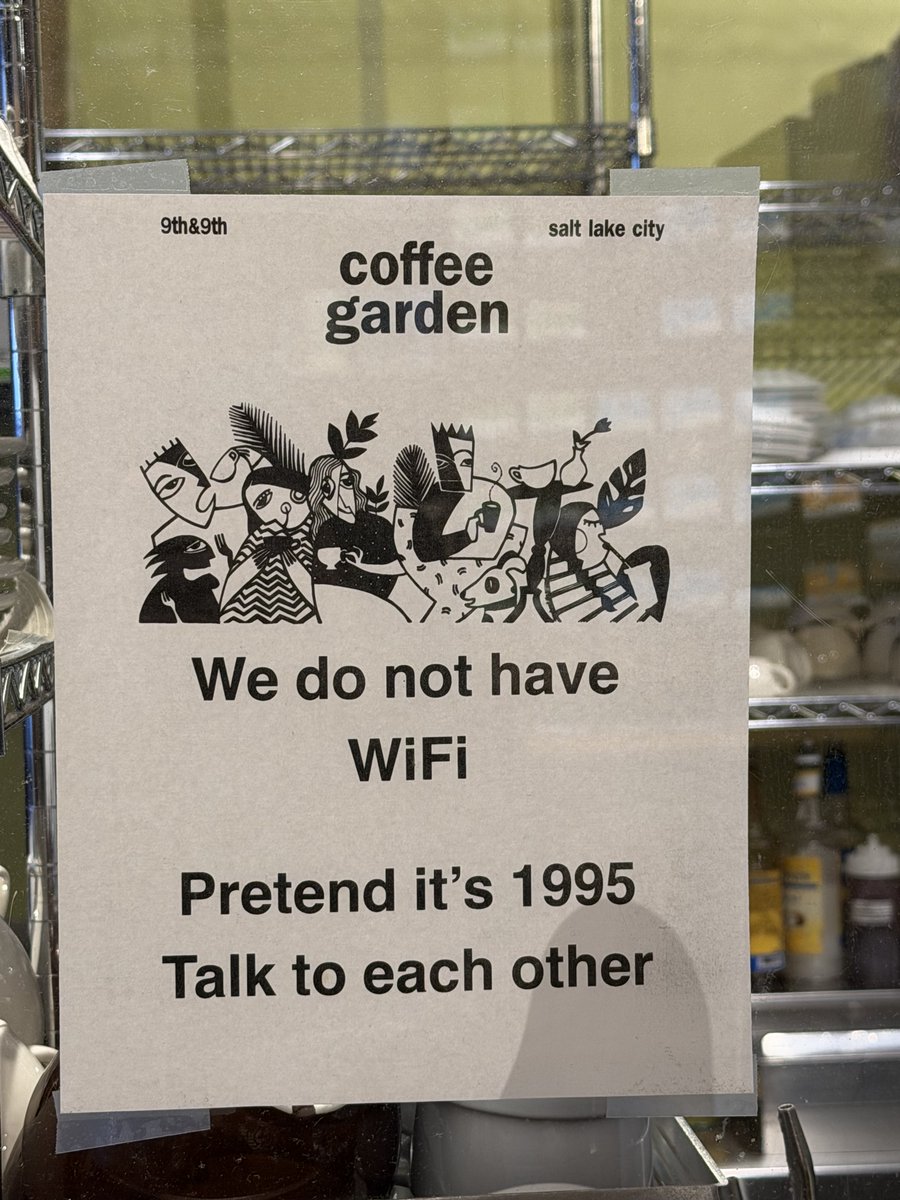 9th&9th
salt lake city
coffee
garden
We do not have
WiFi
Pretend it's 1995
Talk to each other